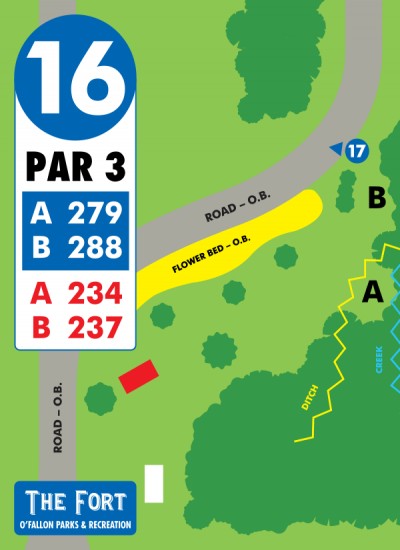 16
PAR 3
A 279
B 288
A 234
B 237
17
ROAD – O.B.
FLOWER BED – O.B.
B
A
CREEK
DITCH
ROAD – O.B.
THE FORT
O'FALLON PARKS & RECREATION